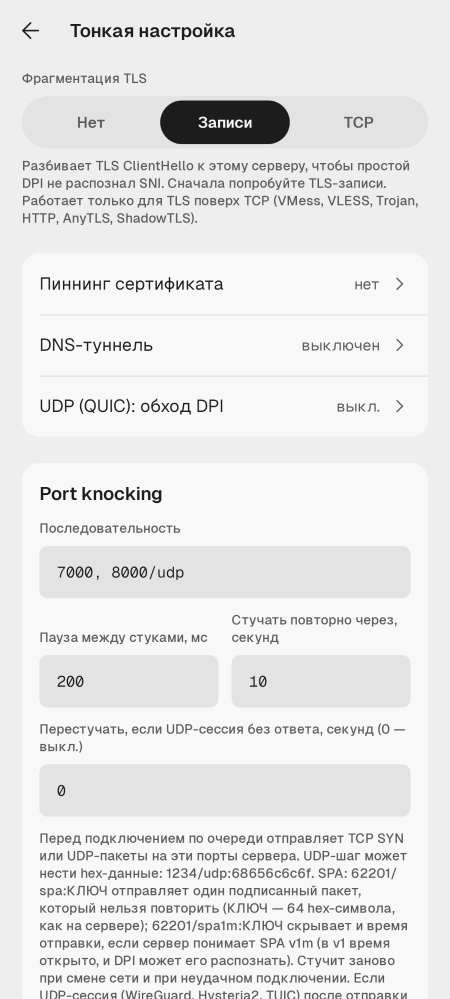 Тонкая настройка
Фрагментация TLS
Нет
Записи
TCP
Разбивает TLS ClientHello к этому серверу, чтобы простой
DPI не распознал SNI. Сначала попробуйте TLS-записи.
Работает только для TLS поверх TCP (VMess, VLESS, Trojan,
HTTP, AnyTLS, ShadowTLS).
Пиннинг сертификата
нет
DNS-туннель
выключен
UDP (QUIC): обход DPI
выкл.
Port knocking
Последовательность
7000, 8000/udp
Пауза между стуками, мс
Стучать повторно через,
секунд
200
10
Перестучать, если UDP-сессия без ответа, секунд (0 —
выкл.)
0
Перед подключением по очереди отправляет TCP SYN
или UDP-пакеты на эти порты сервера. UDP-шаг может
нести hex-данные: 1234/udp:68656c6c6f. SPA: 62201/
spa:КЛЮЧ отправляет один подписанный пакет,
который нельзя повторить (КЛЮЧ — 64 hex-символа,
как на сервере); 62201/spa1m:КЛЮЧ скрывает и время
отправки, если сервер понимает SPA v1m (в v1 время
открыто, и DPI может его распознать). Стучит заново
при смене сети и при неудачном подключении. Если
UDP-сессия (WireGuard, Hysteria2, TUIC) после отправки